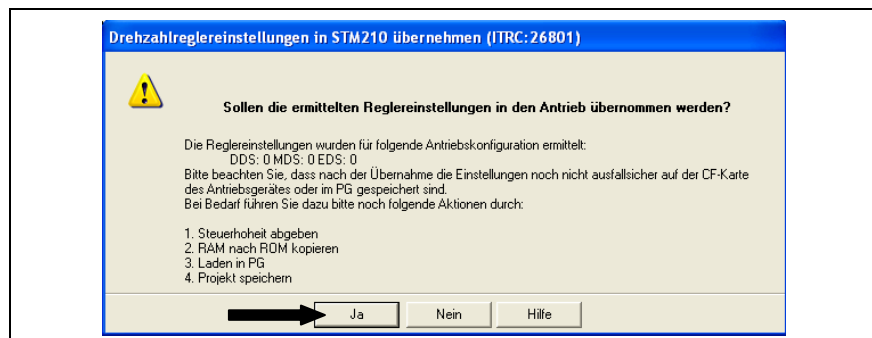 Drehzahlreglereinstellungen in STM210 übernehmen (ITRC:26801)
Sollen die ermittelten Reglereinstellungen in den Antrieb übernommen werden?
Die Reglereinstellungen wurden für folgende Antriebskonfiguration ermittelt:
DDS: 0 MDS: 0 EDS: 0
Bitte beachten Sie, dass nach der Übernahme die Einstellungen noch nicht ausfallsicher auf der CF-Karte
des Antriebsgerätes oder im PG gespeichert sind.
Bei Bedarf führen Sie dazu bitte noch folgende Aktionen durch:
1. Steuerhoheit abgeben
2. RAM nach ROM kopieren
3. Laden in PG
4. Projekt speichern
Ja Nein Hilfe